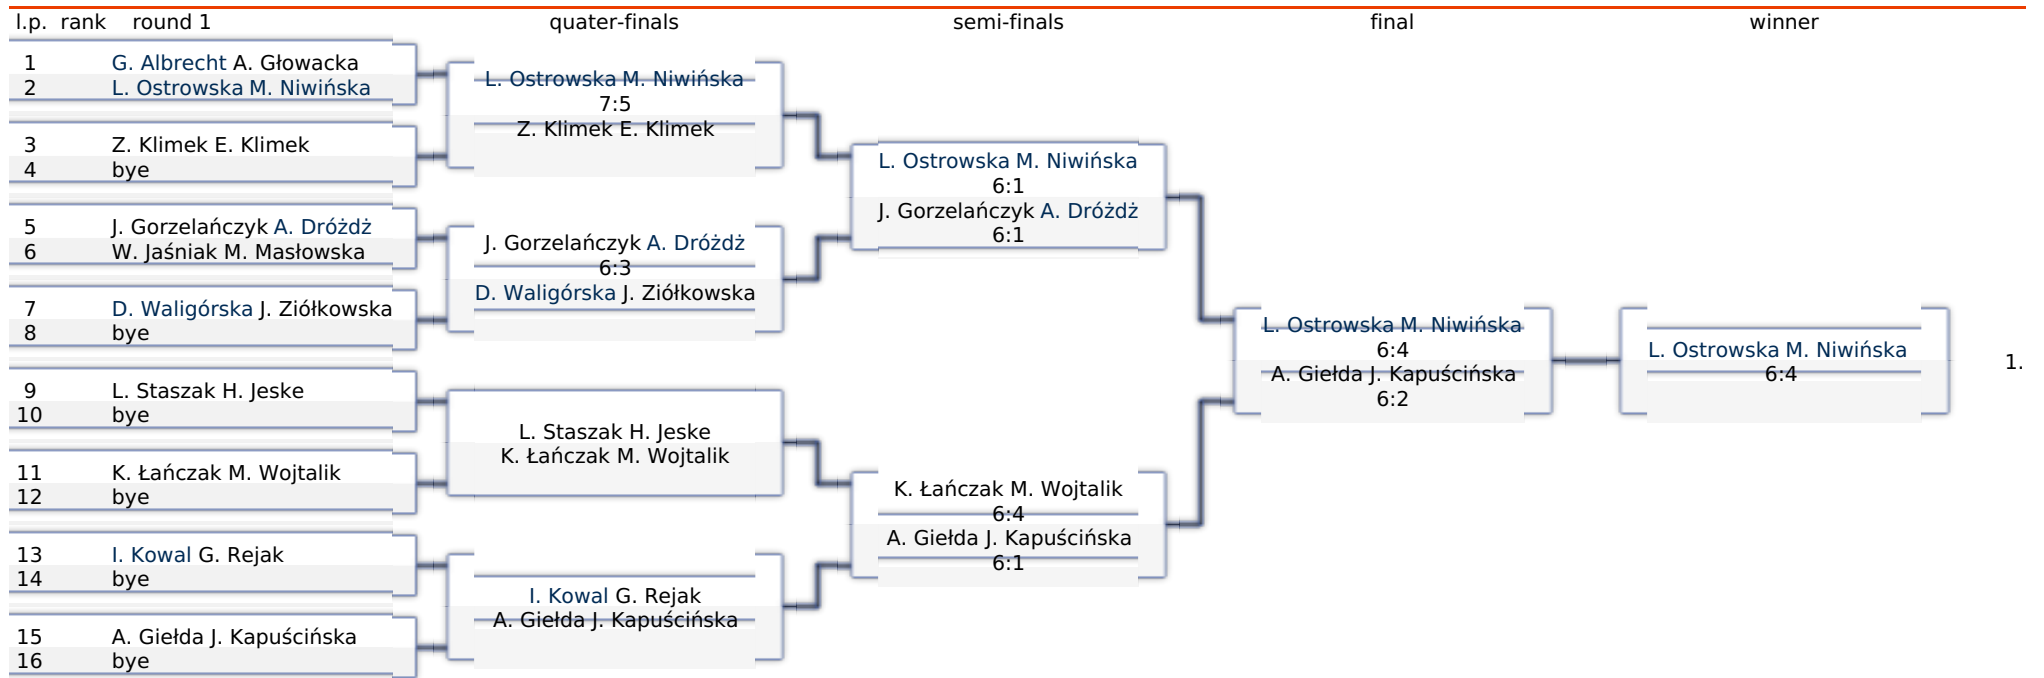 l.p. rank round 1 quater-finals semi-finals final winner
1 G. Albrecht A. Głowacka
2 L. Ostrowska M. Niwińska
3 Z. Klimek E. Klimek
4 bye
5 J. Gorzelańczyk A. Dróżdż
6 W. Jaśniak M. Masłowska
7 D. Waligórska J. Ziółkowska
8 bye
9 L. Staszak H. Jeske
10 bye
11 K. Łańczak M. Wojtalik
12 bye
13 I. Kowal G. Rejak
14 bye
15 A. Giełda J. Kapuścińska
16 bye
L. Ostrowska M. Niwińska
7:5
Z. Klimek E. Klimek
J. Gorzelańczyk A. Dróżdż
6:3
D. Waligórska J. Ziółkowska
L. Staszak H. Jeske
K. Łańczak M. Wojtalik
I. Kowal G. Rejak
A. Giełda J. Kapuścińska
L. Ostrowska M. Niwińska
6:1
J. Gorzelańczyk A. Dróżdż
6:1
K. Łańczak M. Wojtalik
6:4
A. Giełda J. Kapuścińska
6:1
L. Ostrowska M. Niwińska
6:4
A. Giełda J. Kapuścińska
6:2
L. Ostrowska M. Niwińska
6:4
1.